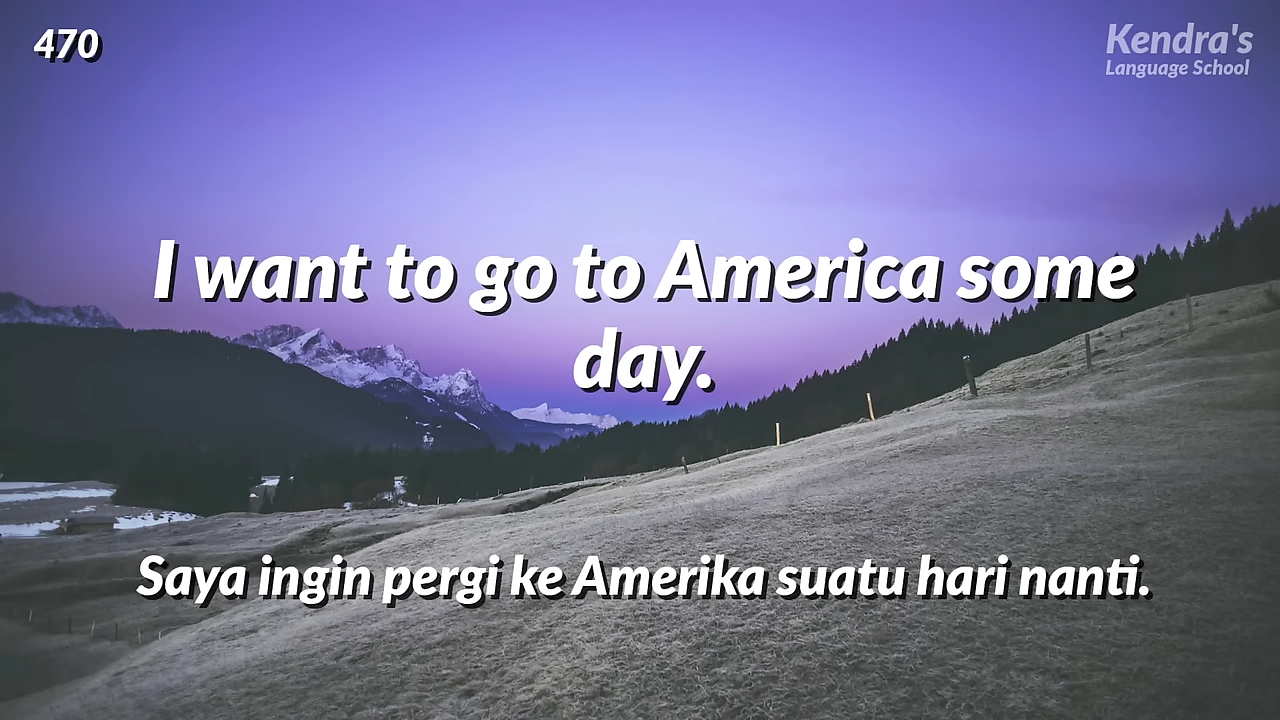 470
Kendra's
Language School
I want to go to America some
day.
Saya ingin pergi ke Amerika suatu hari nanti.